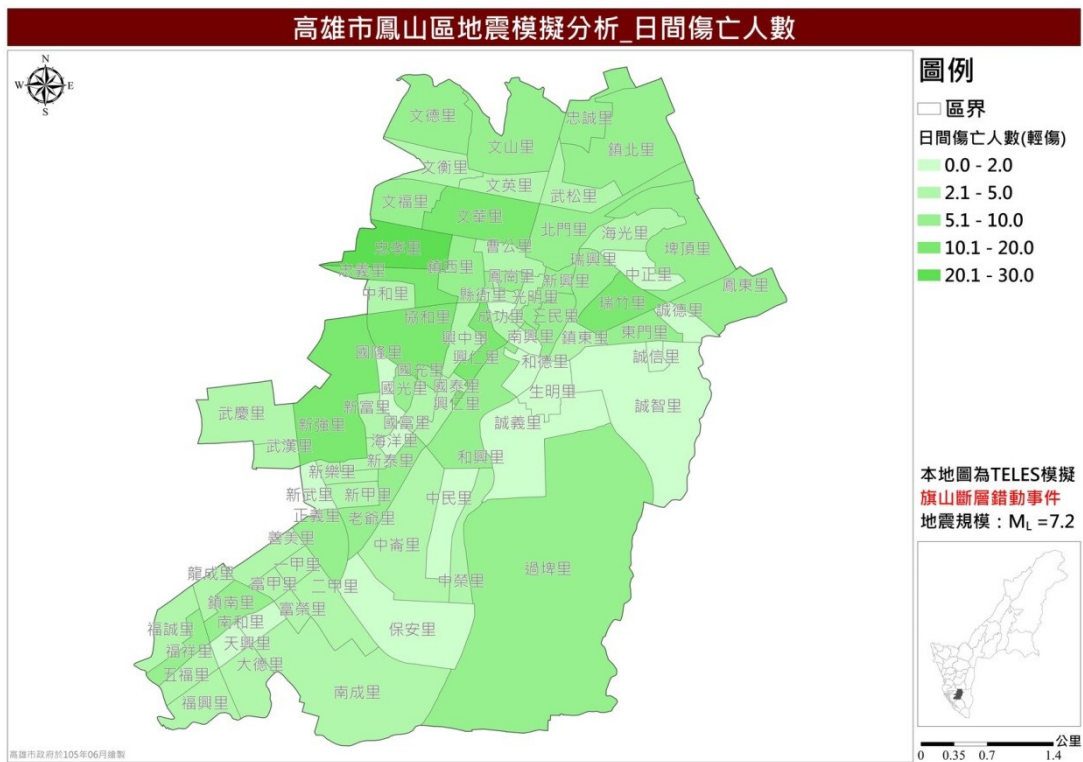 高雄市鳳山區地震模擬分析_日間傷亡人數
N
W
E
S
圖例
區界
日間傷亡人數(輕傷)
0.0 - 2.0
2.1 - 5.0
5.1 - 10.0
10.1 - 20.0
20.1 - 30.0
文德里
文山里
忠誠里
鎮北里
文衡里
文英里
武松里
文福里
文華里
北門里
海光里
埤頂里
忠孝里
曹公里
瑞興里
忠義里
鎮西里
鳳崗里
新興里
中正里
鳳東里
中和里
縣衙里
光明里
瑞竹里
誠德里
協和里
成功里
三民里
東門里
國隆里
興中里
南興里
鎮東里
興仁里
和德里
誠信里
國光里
國泰里
生明里
武慶里
新富里
興仁里
誠智里
新強里
國富里
誠義里
武漢里
海洋里
新泰里
和興里
新樂里
新武里
新甲里
中民里
正義里
老爺里
善美里
中崙里
過埤里
龍成里
一甲里
富甲里
二甲里
中榮里
鎮南里
富榮里
福誠里
南和里
保安里
福祥里
天興里
五福里
大德里
南成里
福興里
本地圖為TELES模擬
旗山斷層錯動事件
地震規模：ML =7.2
公里
0 0.35 0.7 1.4
高雄市政府於105年06月繪製